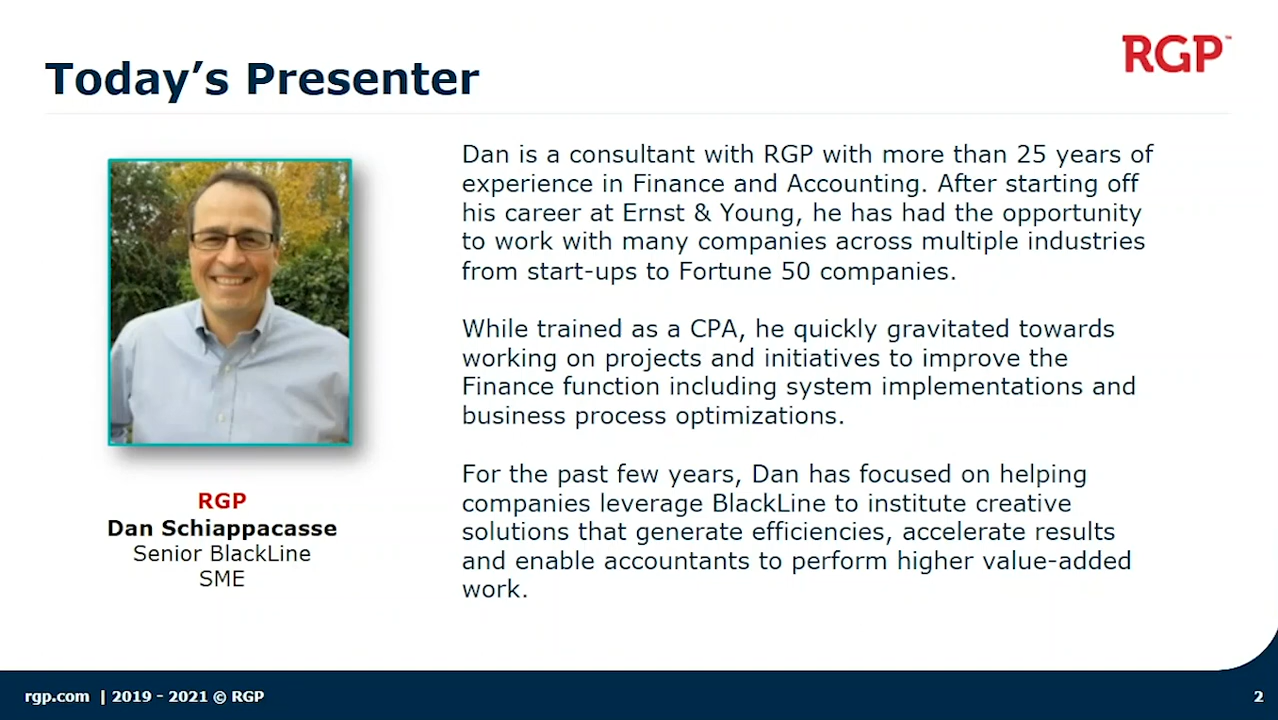 Today’s Presenter
RGP™
Dan is a consultant with RGP with more than 25 years of
experience in Finance and Accounting. After starting off
his career at Ernst & Young, he has had the opportunity
to work with many companies across multiple industries
from start-ups to Fortune 50 companies.
While trained as a CPA, he quickly gravitated towards
working on projects and initiatives to improve the
Finance function including system implementations and
business process optimizations.
For the past few years, Dan has focused on helping
companies leverage BlackLine to institute creative
solutions that generate efficiencies, accelerate results
and enable accountants to perform higher value-added
work.
RGP
Dan Schiappacasse
Senior BlackLine
SME
rgp.com | 2019 - 2021 © RGP
2